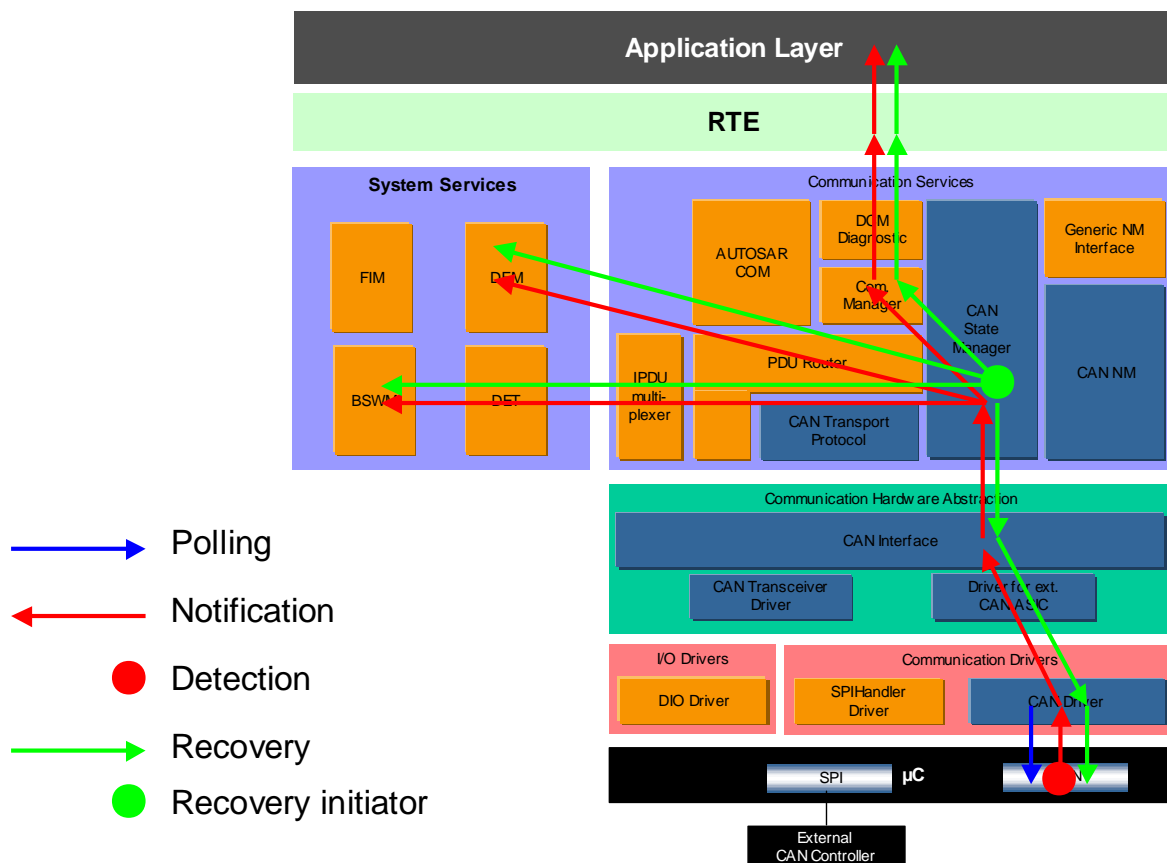 Application Layer
RTE
System Services
FIM
DEM
BSWM
DET
Communication Services
AUTOSAR
COM
DCM
Diagnostic
Com.
Manager
CAN
State
Manager
Generic NM
Interface
CAN NM
PDU Router
IPDU
multi-
plexer
CAN Transport
Protocol
Communication Hardware Abstraction
CAN Interface
CAN Transceiver
Driver
Driver for ext.
CAN ASIC
I/O Drivers
DIO Driver
Communication Drivers
SPIHandler
Driver
CAN Driver
SPI
µC
External
CAN Controller
Polling
Notification
Detection
Recovery
Recovery initiator